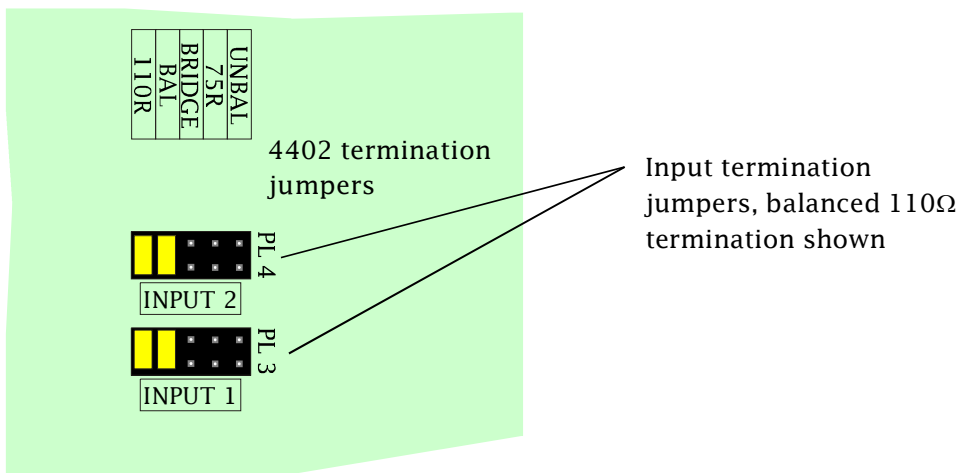 UNBAL
75R
BRIDGE
BAL
110R
4402 termination
jumpers
Input termination
jumpers, balanced 110Ω
termination shown
PL 4
INPUT 2
PL 3
INPUT 1